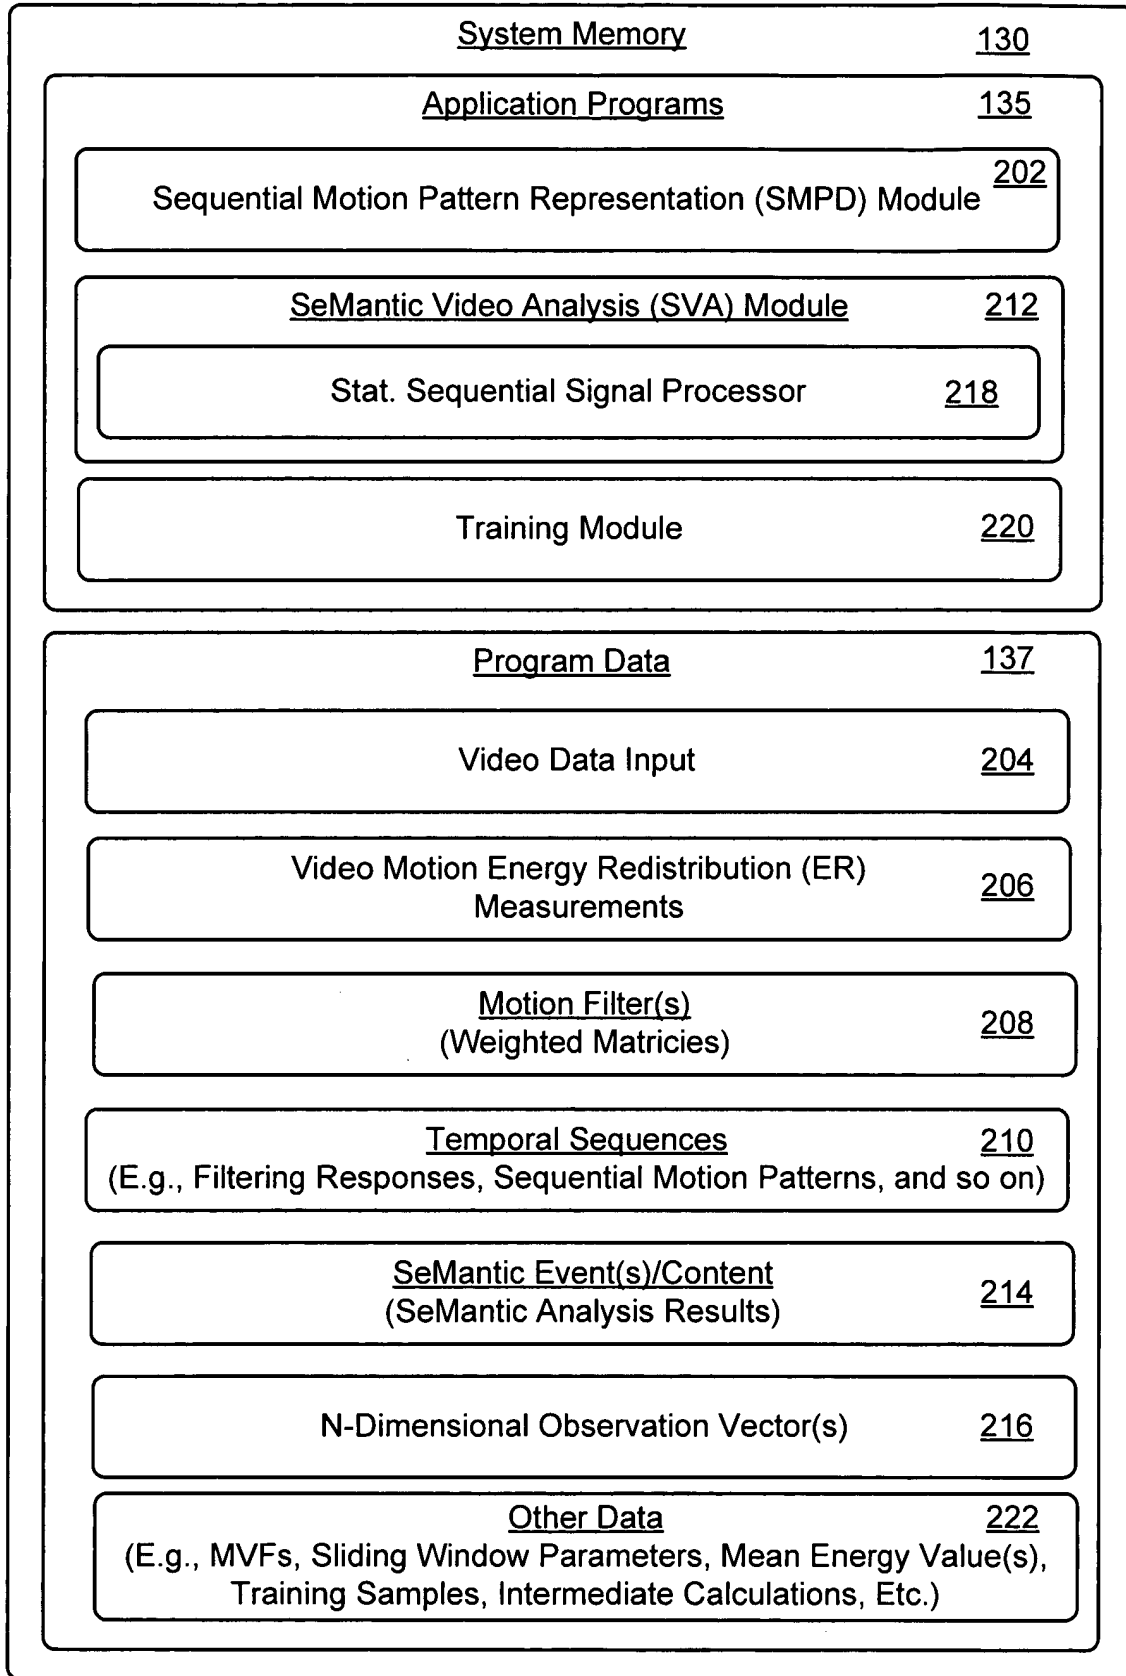 System Memory 130
Application Programs 135
Sequential Motion Pattern Representation (SMPD) Module 202
SeMantic Video Analysis (SVA) Module 212
Stat. Sequential Signal Processor 218
Training Module 220
Program Data 137
Video Data Input 204
Video Motion Energy Redistribution (ER)
Measurements 206
Motion Filter(s)
(Weighted Matricies) 208
Temporal Sequences 210
(E.g., Filtering Responses, Sequential Motion Patterns, and so on)
SeMantic Event(s)/Content
(SeMantic Analysis Results) 214
N-Dimensional Observation Vector(s) 216
Other Data 222
(E.g., MVFs, Sliding Window Parameters, Mean Energy Value(s),
Training Samples, Intermediate Calculations, Etc.)